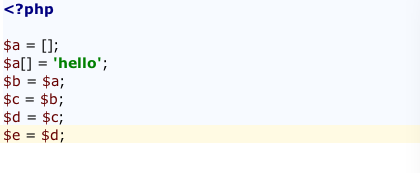 <?php
$a = [];
$a[] = 'hello';
$b = $a;
$c = $b;
$d = $c;
$e = $d;